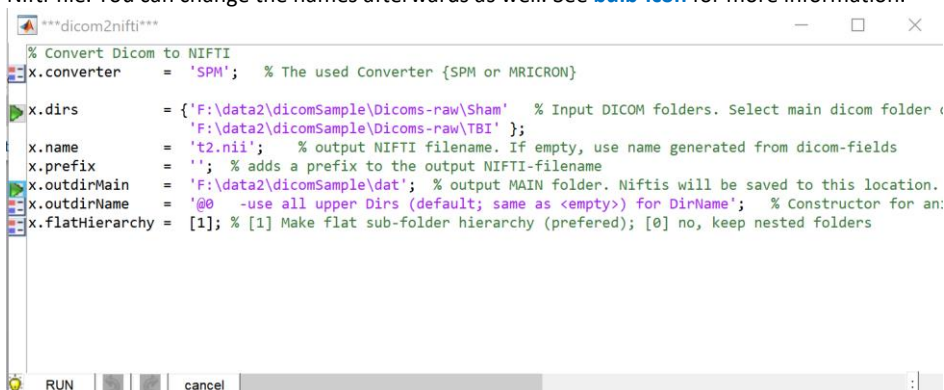 Nifti file. You can change the names afterwards as well. See bulb-icon for more information.
***dicom2nifti***
% Convert Dicom to NIFTI
x.converter = 'SPM'; % The used Converter {SPM or MRICRON}
x.dirs = {'F:\data2\dicomSample\Dicoms-raw\Sham' % Input DICOM folders. Select main dicom folder
'F:\data2\dicomSample\Dicoms-raw\TBI' };
x.name = 't2.nii'; % output NIFTI filename. If empty, use name generated from dicom-fields
x.prefix = ''; % adds a prefix to the output NIFTI-filename
x.outdirMain = 'F:\data2\dicomSample\dat'; % output MAIN folder. Niftis will be saved to this location.
x.outdirName = '@0 -use all upper Dirs (default; same as <empty>) for DirName'; % Constructor for
x.flatHierarchy = [1]; % [1] Make flat sub-folder hierarchy (prefered); [0] no, keep nested folders
RUN cancel